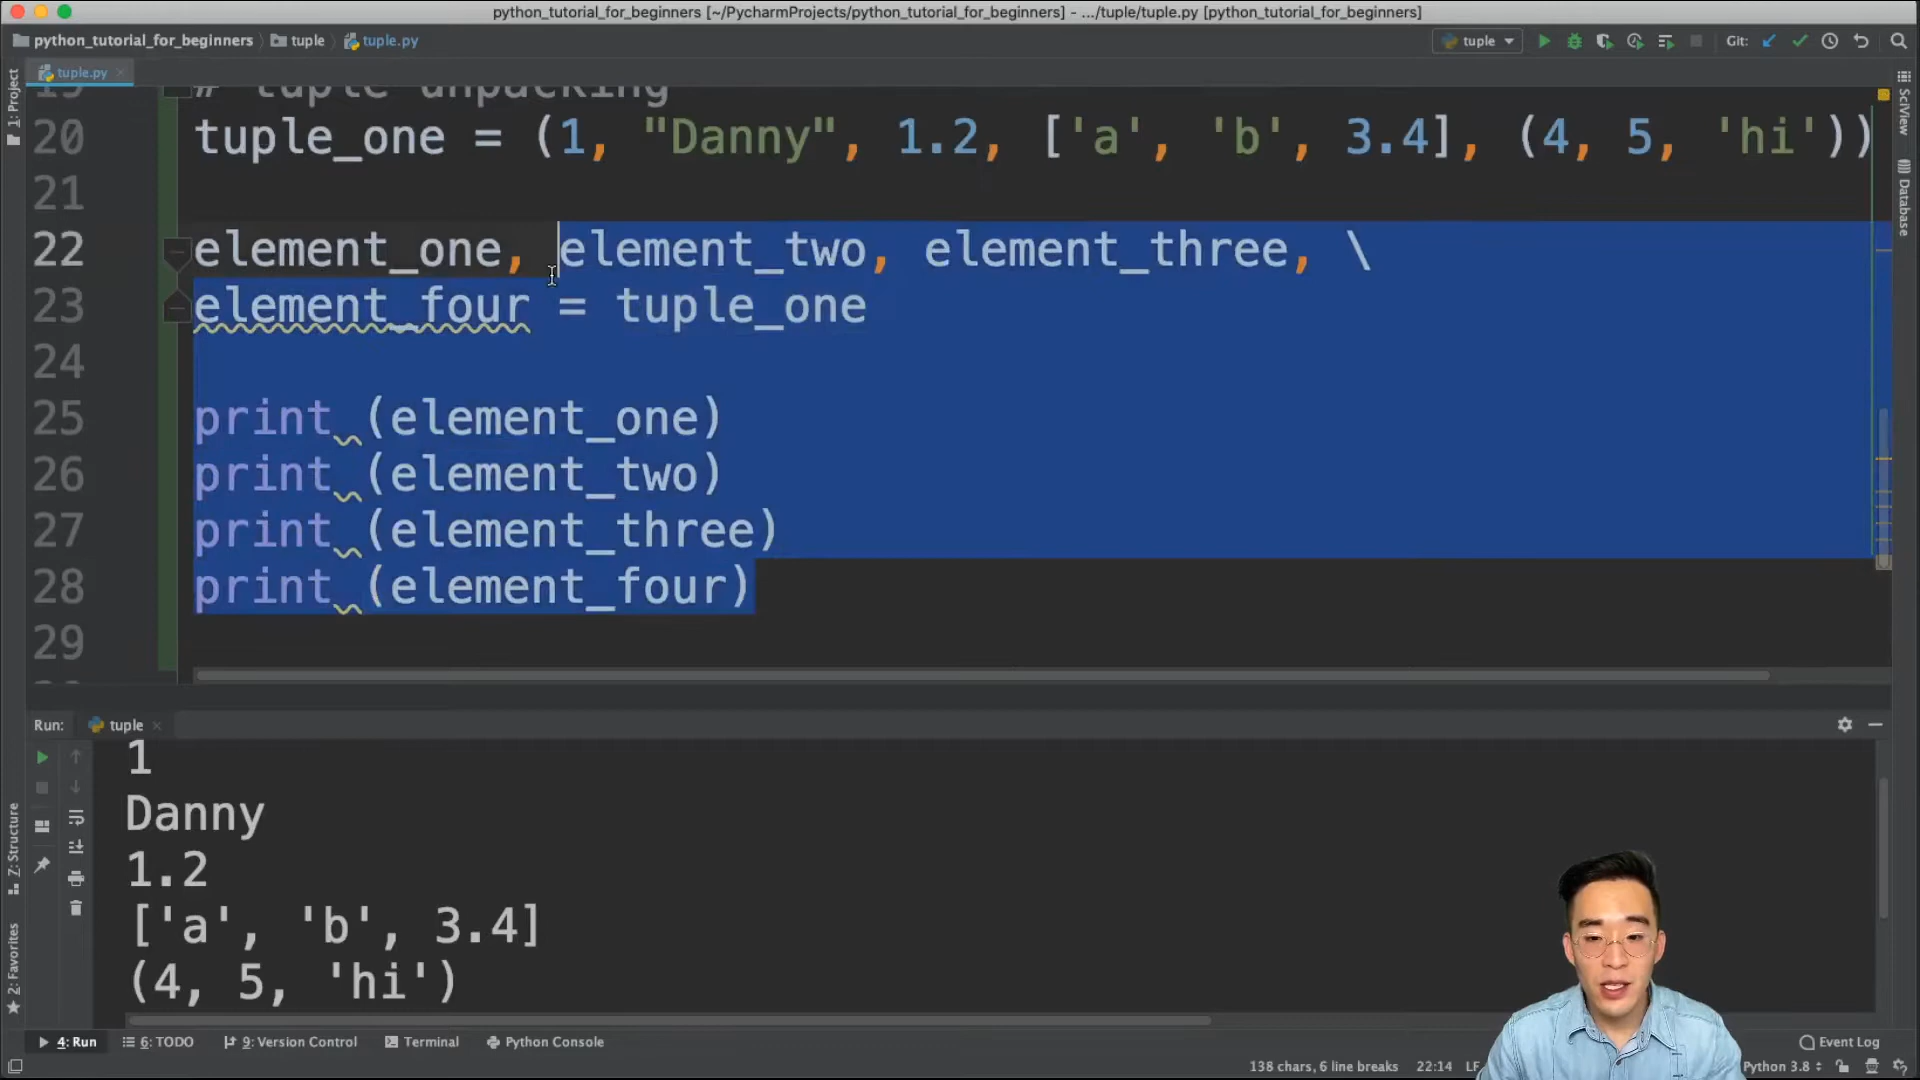 python_tutorial_for_beginners [~/PycharmProjects/python_tutorial_for_beginners] - .../tuple/tuple.py [python_tutorial_for_beginners]
python_tutorial_for_beginners tuple tuple.py tuple Git:
tuple.py
1: Project
SciView
Database
19 # tuple unpacking
20 tuple_one = (1, "Danny", 1.2, ['a', 'b', 3.4], (4, 5, 'hi'))
21
22 element_one, element_two, element_three, \
23 element_four = tuple_one
24
25 print (element_one)
26 print (element_two)
27 print (element_three)
28 print (element_four)
29
Run: tuple
1
Danny
1.2
['a', 'b', 3.4]
(4, 5, 'hi')
Z: Structure
2: Favorites
4: Run 6: TODO 9: Version Control Terminal Python Console Event Log
138 chars, 6 line breaks 22:14 LF Python 3.8